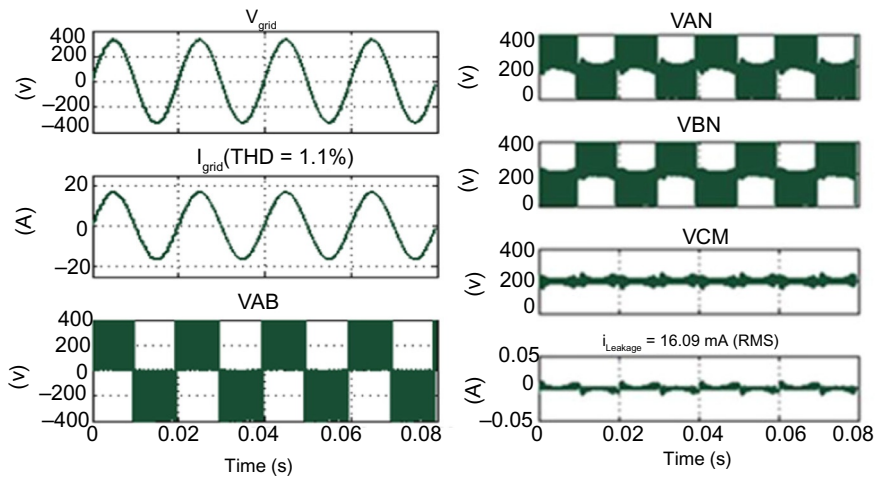 V_grid
400
200
0
–200
–400
(v)
I_grid(THD = 1.1%)
20
0
–20
(A)
VAB
400
200
0
–200
–400
(v)
0
0.02
0.04
0.06
0.08
Time (s)
VAN
400
200
0
(v)
VBN
400
200
0
(v)
VCM
400
200
0
(v)
i_Leakage = 16.09 mA (RMS)
0.05
0
–0.05
(A)
0
0.02
0.04
0.06
0.08
Time (s)